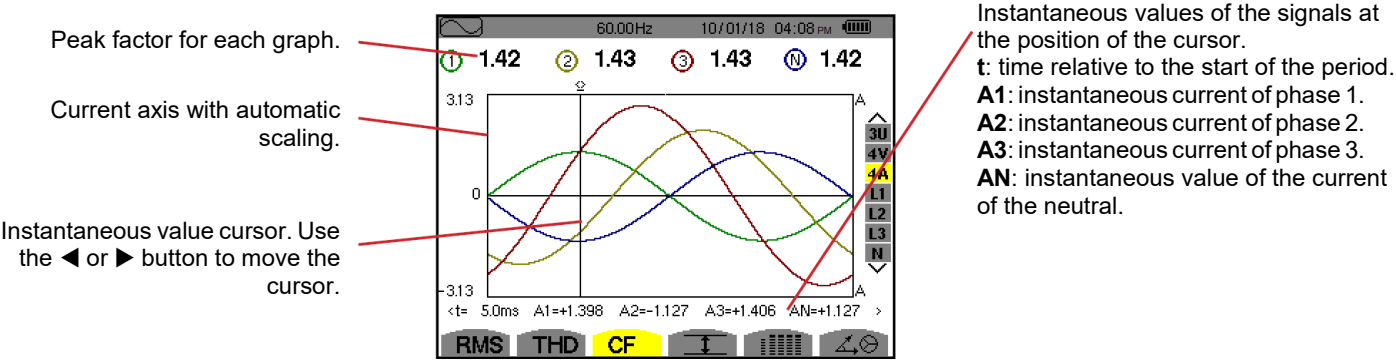 Peak factor for each graph.
Current axis with automatic
scaling.
Instantaneous value cursor. Use
the ◄ or ► button to move the
cursor.
60.00Hz 10/01/18 04:08 PM
1 1.42 2 1.43 3 1.43 N 1.42
3.13 A
0
-3.13 A
3U
4V
4A
L1
L2
L3
N
<t= 5.0ms A1=+1.398 A2=-1.127 A3=+1.406 AN=+1.127 >
RMS THD CF
Instantaneous values of the signals at
the position of the cursor.
t: time relative to the start of the period.
A1: instantaneous current of phase 1.
A2: instantaneous current of phase 2.
A3: instantaneous current of phase 3.
AN: instantaneous value of the current
of the neutral.